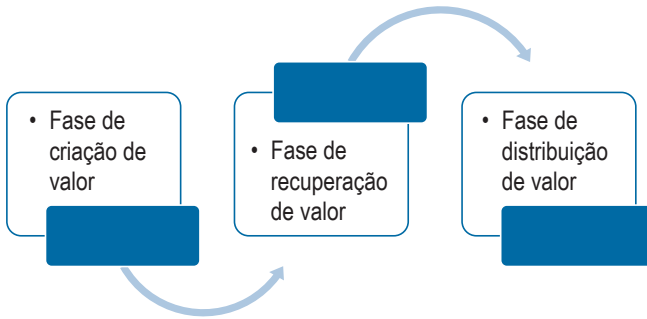 • Fase de
criação de
valor
• Fase de
recuperação
de valor
• Fase de
distribuição
de valor